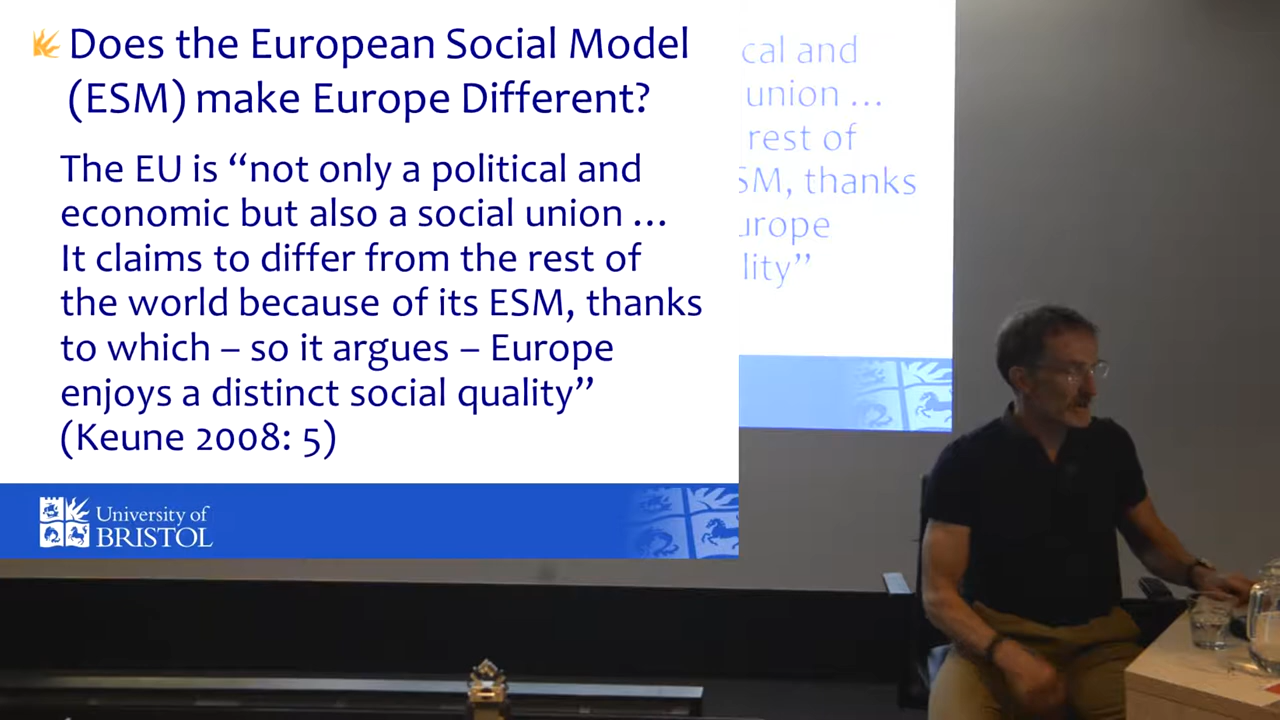 Does the European Social Model
(ESM) make Europe Different?
The EU is “not only a political and
economic but also a social union …
It claims to differ from the rest of
the world because of its ESM, thanks
to which – so it argues – Europe
enjoys a distinct social quality”
(Keune 2008: 5)
University of
BRISTOL
cal and
union …
rest of
SM, thanks
urope
lity”